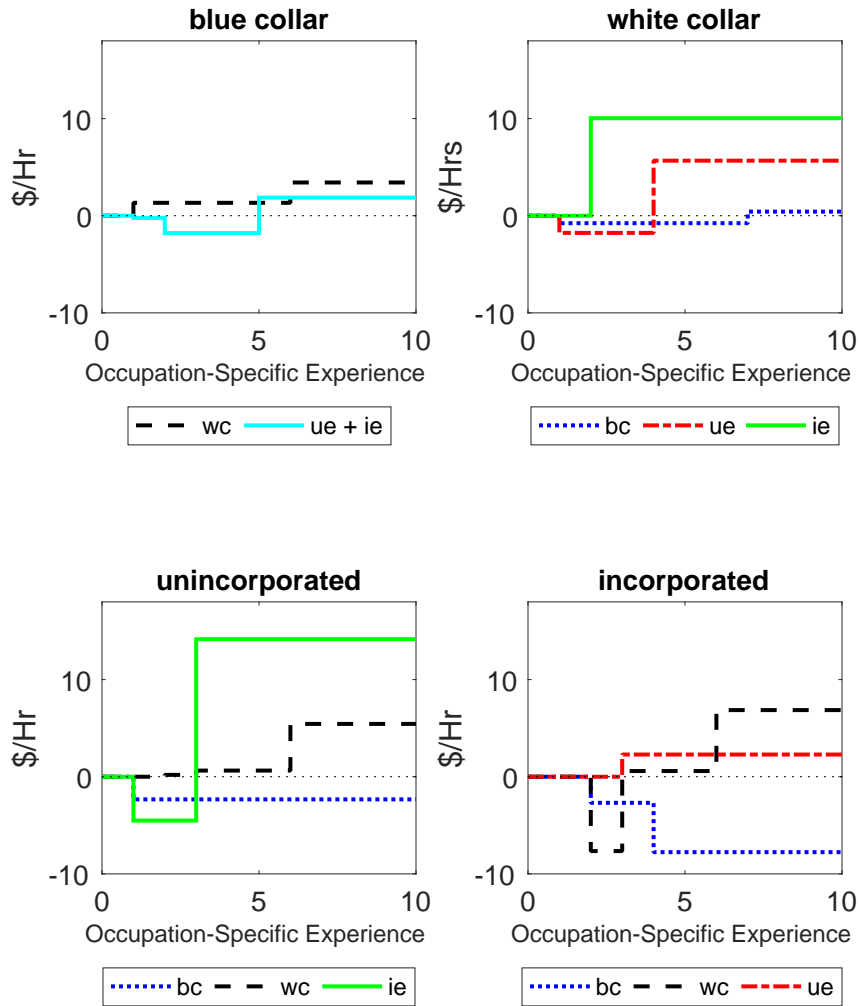 blue collar
$/Hr
10
0
-10
0 5 10
Occupation-Specific Experience
wc ue + ie
white collar
$/Hrs
10
0
-10
0 5 10
Occupation-Specific Experience
bc ue ie
unincorporated
$/Hr
10
0
-10
0 5 10
Occupation-Specific Experience
bc wc ie
incorporated
$/Hr
10
0
-10
0 5 10
Occupation-Specific Experience
bc wc ue